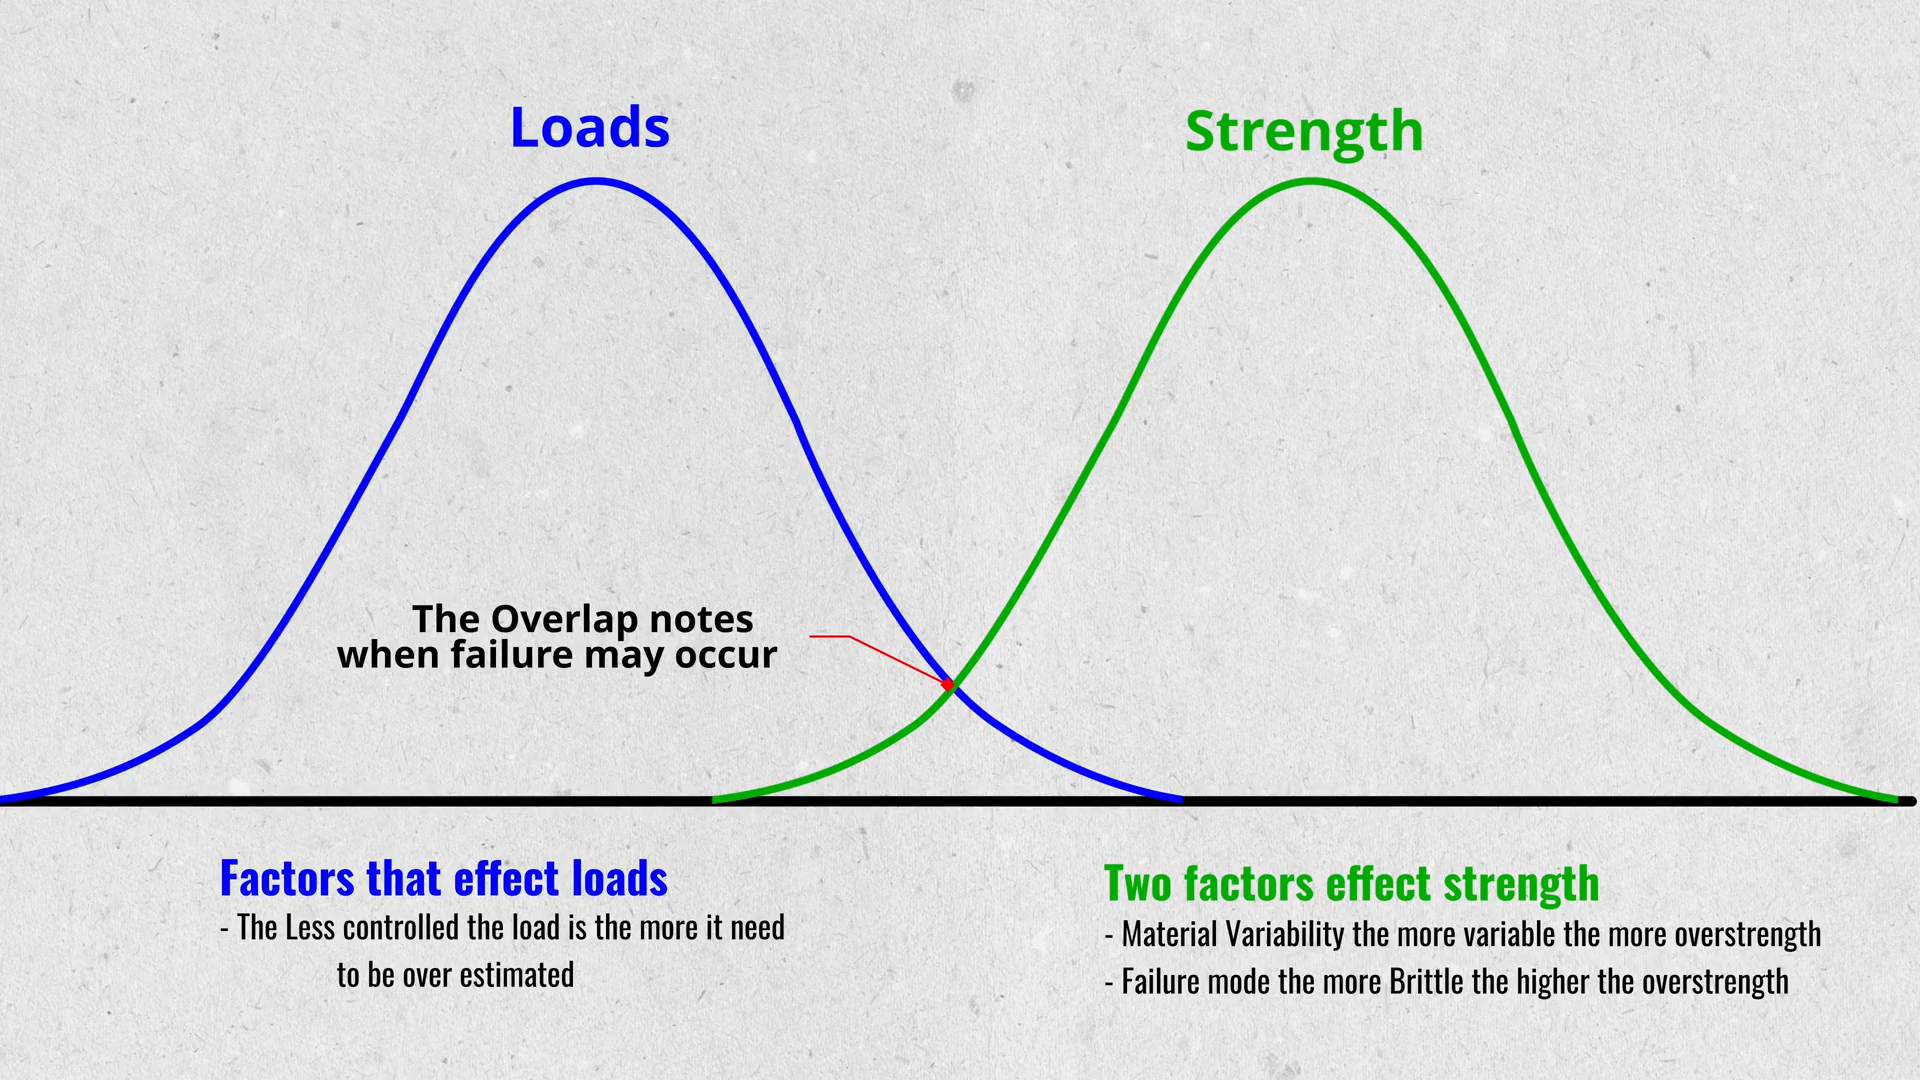 Loads
Strength
The Overlap notes
when failure may occur
Factors that effect loads
- The Less controlled the load is the more it need
to be over estimated
Two factors effect strength
- Material Variability the more variable the more overstrength
- Failure mode the more Brittle the higher the overstrength